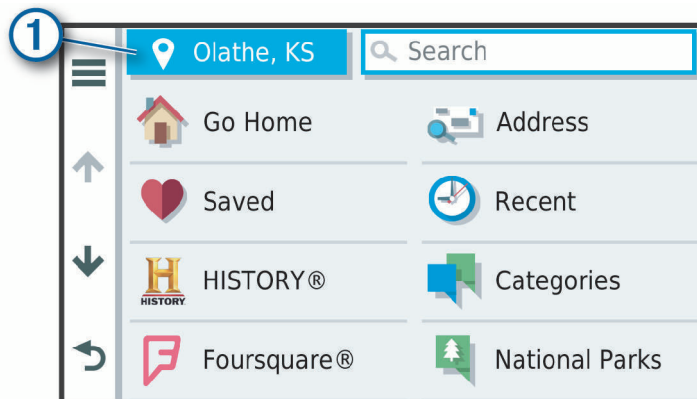 1
Olathe, KS
Search
Go Home
Address
Saved
Recent
HISTORY
HISTORY®
Categories
Foursquare®
National Parks